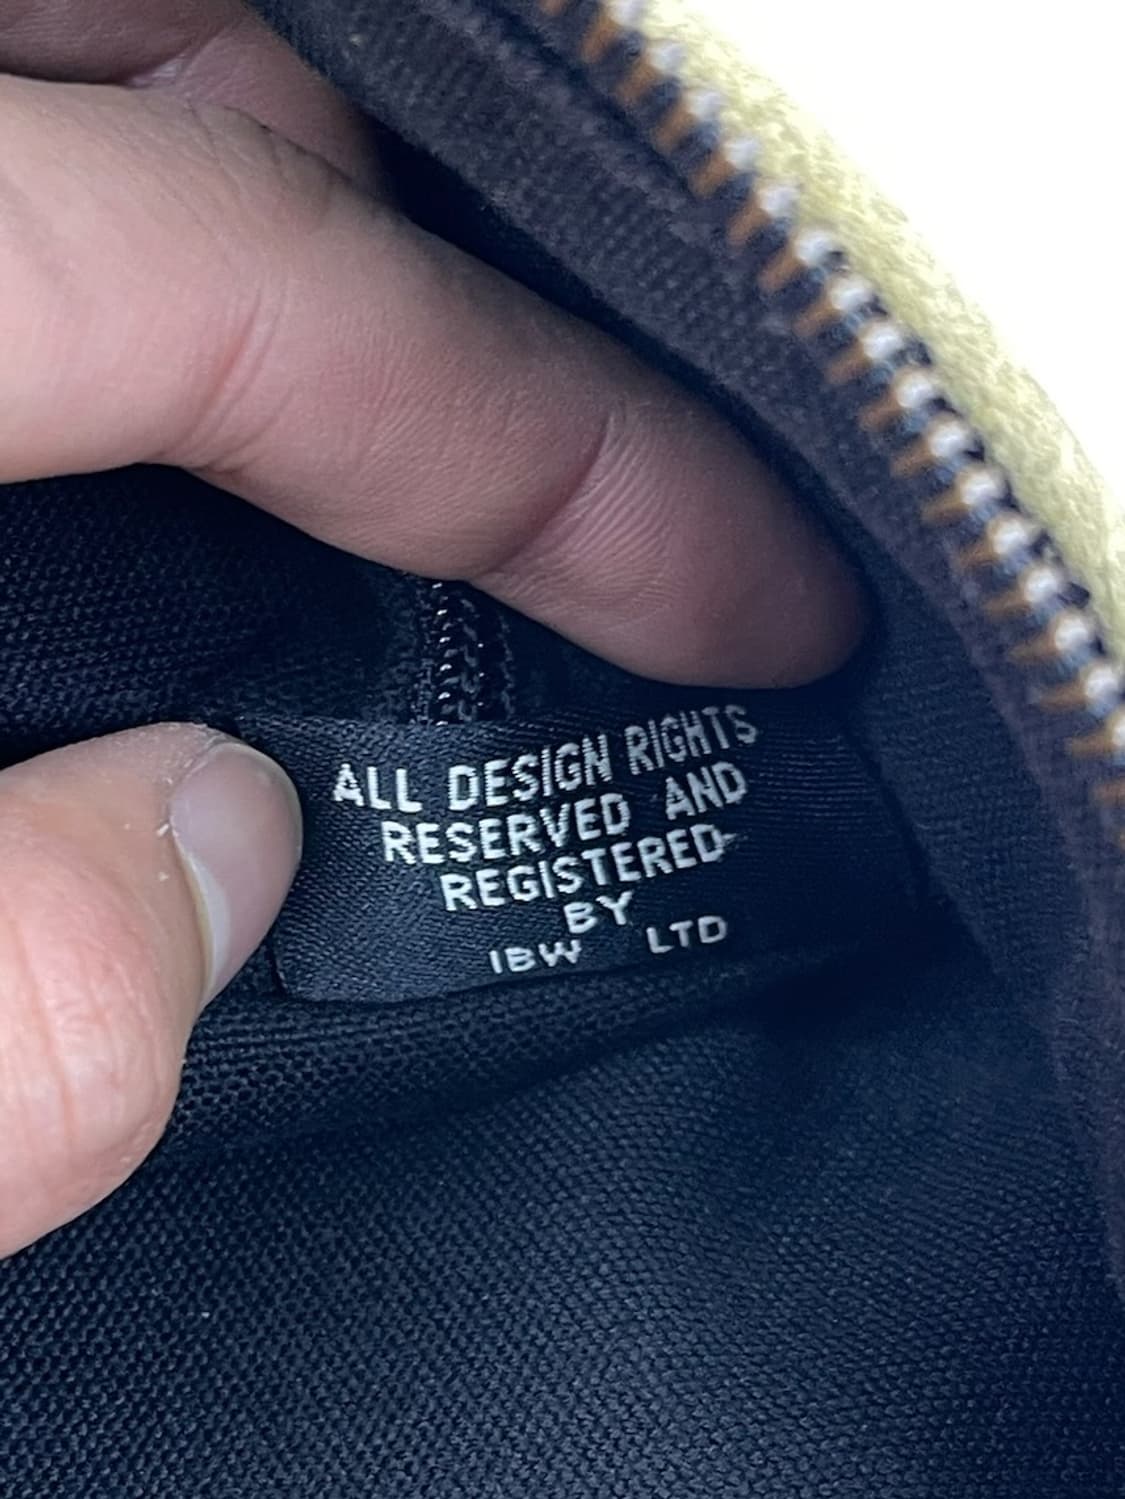 ALL DESIGN RIGHTS
RESERVED AND
REGISTERED
BY
IBW LTD